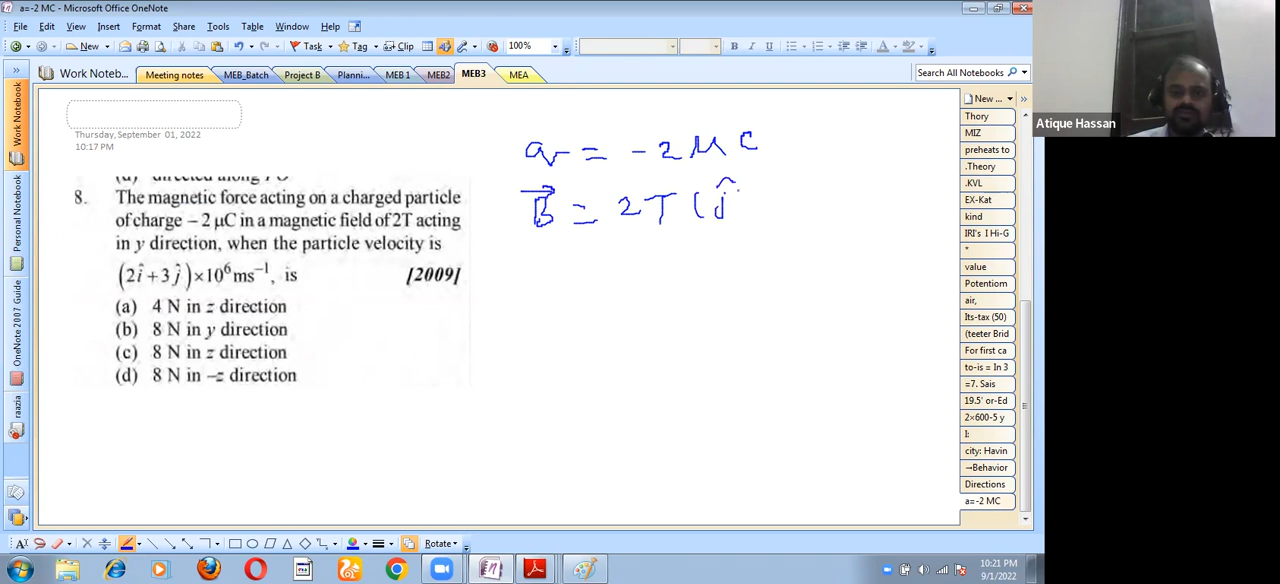 a=-2 MC - Microsoft Office OneNote
File Edit View Insert Format Share Tools Table Window Help
New Task Tag Clip 100% B I U A
Work Noteb... Meeting notes MEB_Batch Project B Planni... MEB 1 MEB2 MEB3 MEA Search All Notebooks
Work Notebook
Personal Notebook
OneNote 2007 Guide
raazia
Thursday, September 01, 2022
10:17 PM
8. The magnetic force acting on a charged particle
of charge – 2 μC in a magnetic field of 2T acting
in y direction, when the particle velocity is
(2î + 3ĵ) × 10⁶ ms⁻¹, is [2009]
(a) 4 N in z direction
(b) 8 N in y direction
(c) 8 N in z direction
(d) 8 N in –z direction
q = - 2 μ C
B⃗ = 2T (ĵ
New ...
Thory
MIZ
preheats to
.Theory
.KVL
EX-Kat
kind
IRI's I Hi-G
*
value
Potentiom
air,
Its-tax (50)
(teeter Brid
For first ca
to-is = In 3
=7. Sais
19.5' or-Ed
2×600-5 y
I:
city: Havin
→Behavior
Directions
a=-2 MC
Atique Hassan
Rotate
10:21 PM
9/1/2022